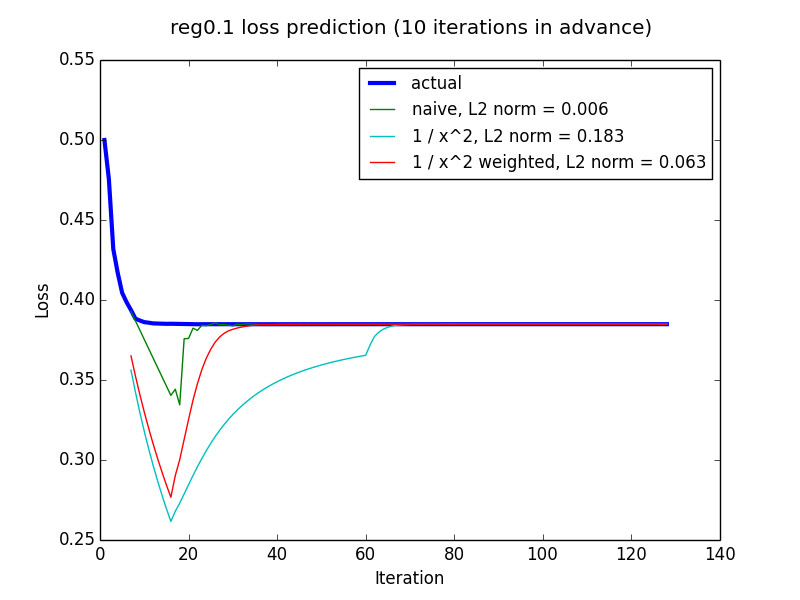 reg0.1 loss prediction (10 iterations in advance)
0.55
0.50
0.45
0.40
0.35
0.30
0.25
Loss
actual
naive, L2 norm = 0.006
1 / x^2, L2 norm = 0.183
1 / x^2 weighted, L2 norm = 0.063
0 20 40 60 80 100 120 140
Iteration